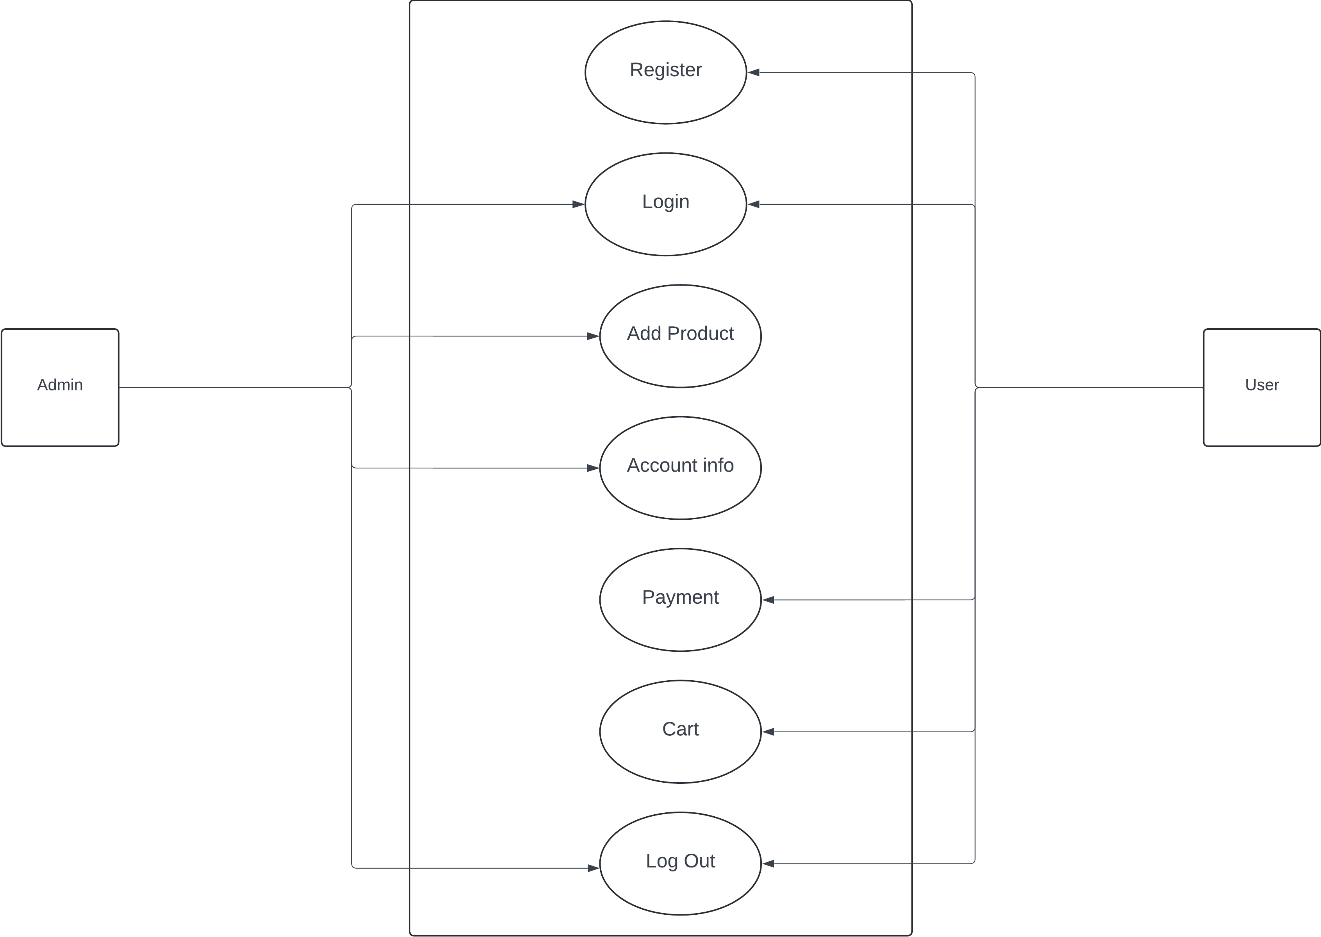 Register
Login
Add Product
Admin
User
Account info
Payment
Cart
Log Out